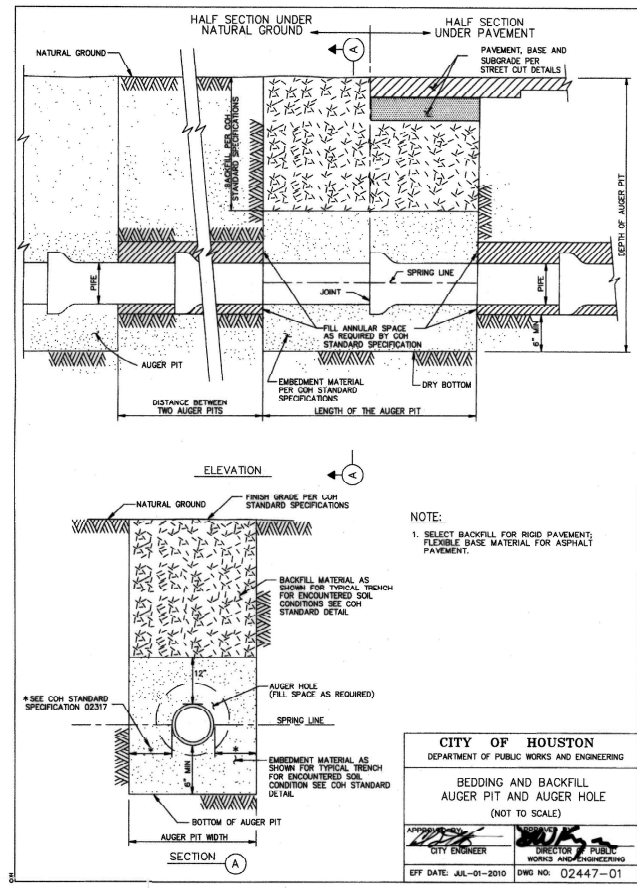 HALF SECTION UNDER
NATURAL GROUND
HALF SECTION
UNDER PAVEMENT
A
NATURAL GROUND
PAVEMENT, BASE AND
SUBGRADE PER
STREET CUT DETAILS
BACKFILL PER COH
STANDARD SPECIFICATIONS
DEPTH OF AUGER PIT
PIPE
SPRING LINE
JOINT
PIPE
FILL ANNULAR SPACE
AS REQUIRED BY COH
STANDARD SPECIFICATION
6" MIN
AUGER PIT
EMBEDMENT MATERIAL
PER COH STANDARD
SPECIFICATIONS
DRY BOTTOM
DISTANCE BETWEEN
TWO AUGER PITS
LENGTH OF THE AUGER PIT
ELEVATION
A
NATURAL GROUND
FINISH GRADE PER COH
STANDARD SPECIFICATIONS
NOTE:
1. SELECT BACKFILL FOR RIGID PAVEMENT;
FLEXIBLE BASE MATERIAL FOR ASPHALT
PAVEMENT.
BACKFILL MATERIAL AS
SHOWN FOR TYPICAL TRENCH
FOR ENCOUNTERED SOIL
CONDITIONS SEE COH
STANDARD DETAIL
12"
AUGER HOLE
(FILL SPACE AS REQUIRED)
*SEE COH STANDARD
SPECIFICATION 02317
SPRING LINE
*
6" MIN
EMBEDMENT MATERIAL AS
SHOWN FOR TYPICAL TRENCH
FOR ENCOUNTERED SOIL
CONDITION SEE COH STANDARD
DETAIL
BOTTOM OF AUGER PIT
AUGER PIT WIDTH
SECTION A
CITY OF HOUSTON
DEPARTMENT OF PUBLIC WORKS AND ENGINEERING
BEDDING AND BACKFILL
AUGER PIT AND AUGER HOLE
(NOT TO SCALE)
APPROVED BY:
CITY ENGINEER
APPROVED BY:
DIRECTOR OF PUBLIC
WORKS AND ENGINEERING
EFF DATE: JUL-01-2010
DWG NO: 02447-01